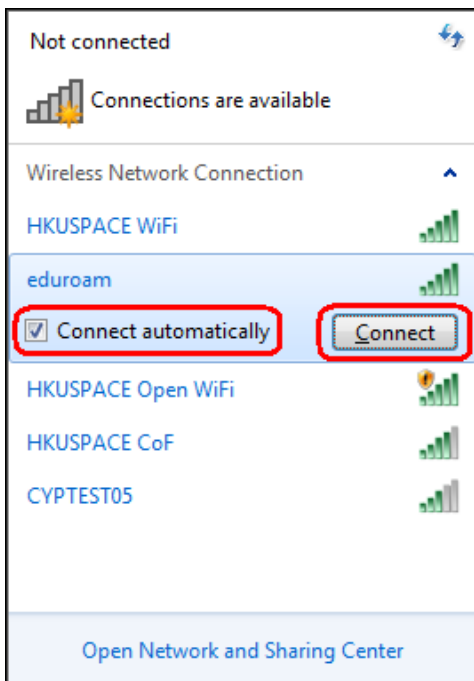 Not connected
Connections are available
Wireless Network Connection
HKUSPACE WiFi
eduroam
Connect automatically Connect
HKUSPACE Open WiFi
HKUSPACE CoF
CYPTEST05
Open Network and Sharing Center